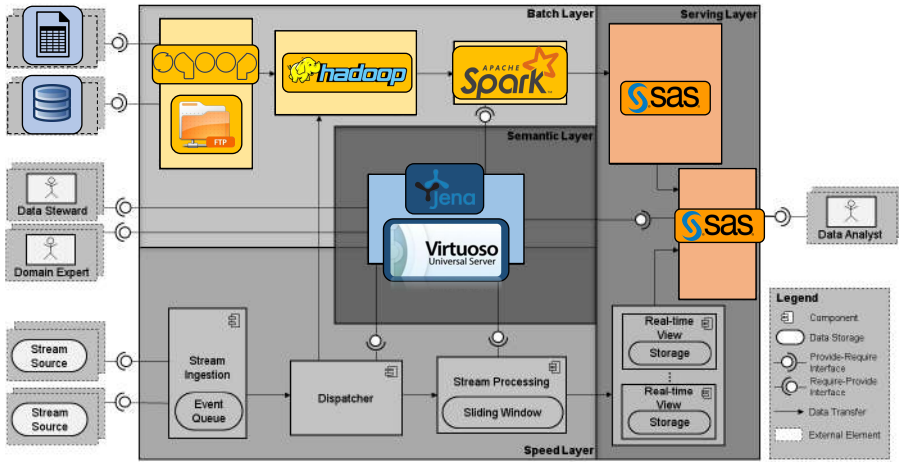 Batch Layer
Serving Layer
sqoop
FTP
hadoop
APACHE
Spark
sas
Semantic Layer
Jena
Virtuoso
Universal Server
sas
Data Steward
Domain Expert
Data Analyst
Stream
Source
Stream
Source
Stream
Ingestion
Event
Queue
Dispatcher
Stream Processing
Sliding Window
Real-time
View
Storage
Real-time
View
Storage
Speed Layer
Legend
Component
Data Storage
Provide-Require
Interface
Require-Provide
Interface
Data Transfer
External Element